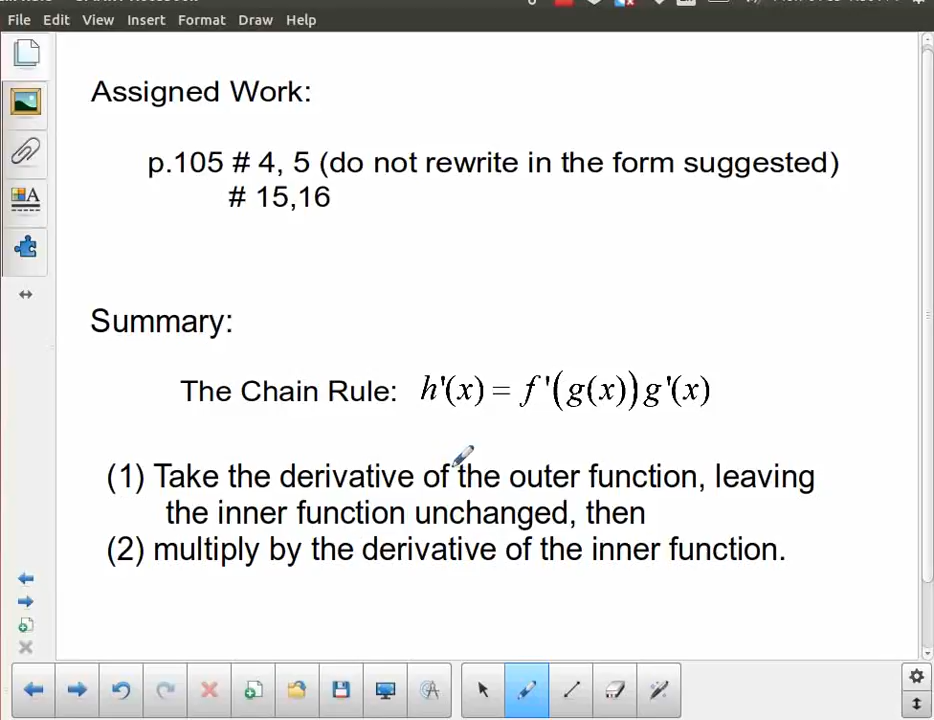 File Edit View Insert Format Draw Help
Assigned Work:
p.105 # 4, 5 (do not rewrite in the form suggested)
# 15,16
Summary:
The Chain Rule: h'(x) = f'(g(x))g'(x)
(1) Take the derivative of the outer function, leaving
the inner function unchanged, then
(2) multiply by the derivative of the inner function.